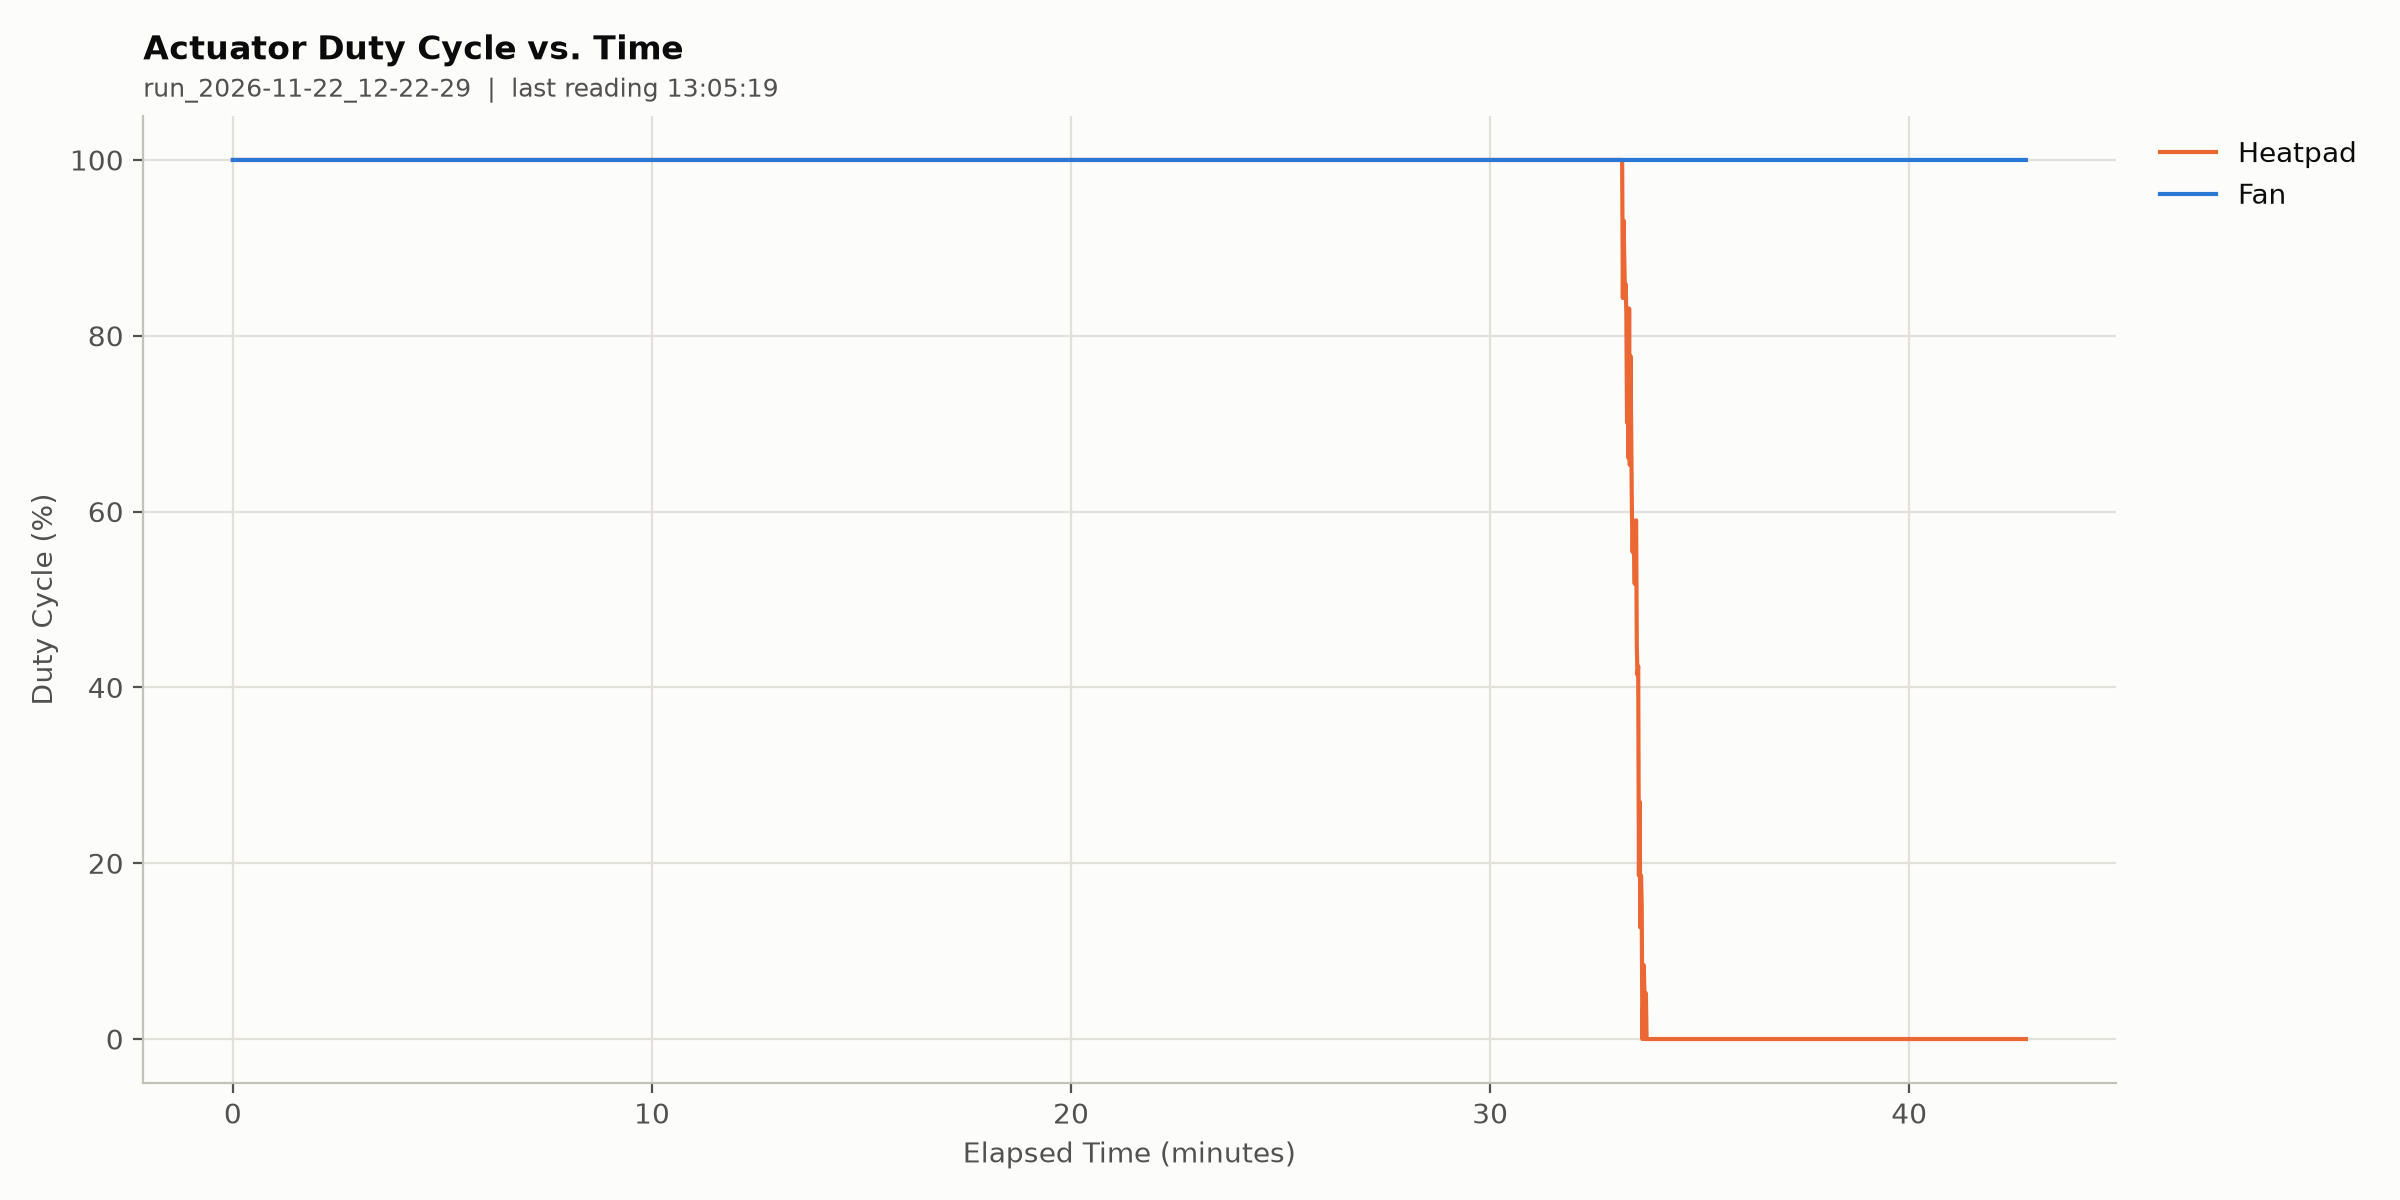 Actuator Duty Cycle vs. Time
run_2026-11-22_12-22-29 | last reading 13:05:19
Heatpad
Fan
100
80
60
40
20
0
Duty Cycle (%)
0 10 20 30 40
Elapsed Time (minutes)